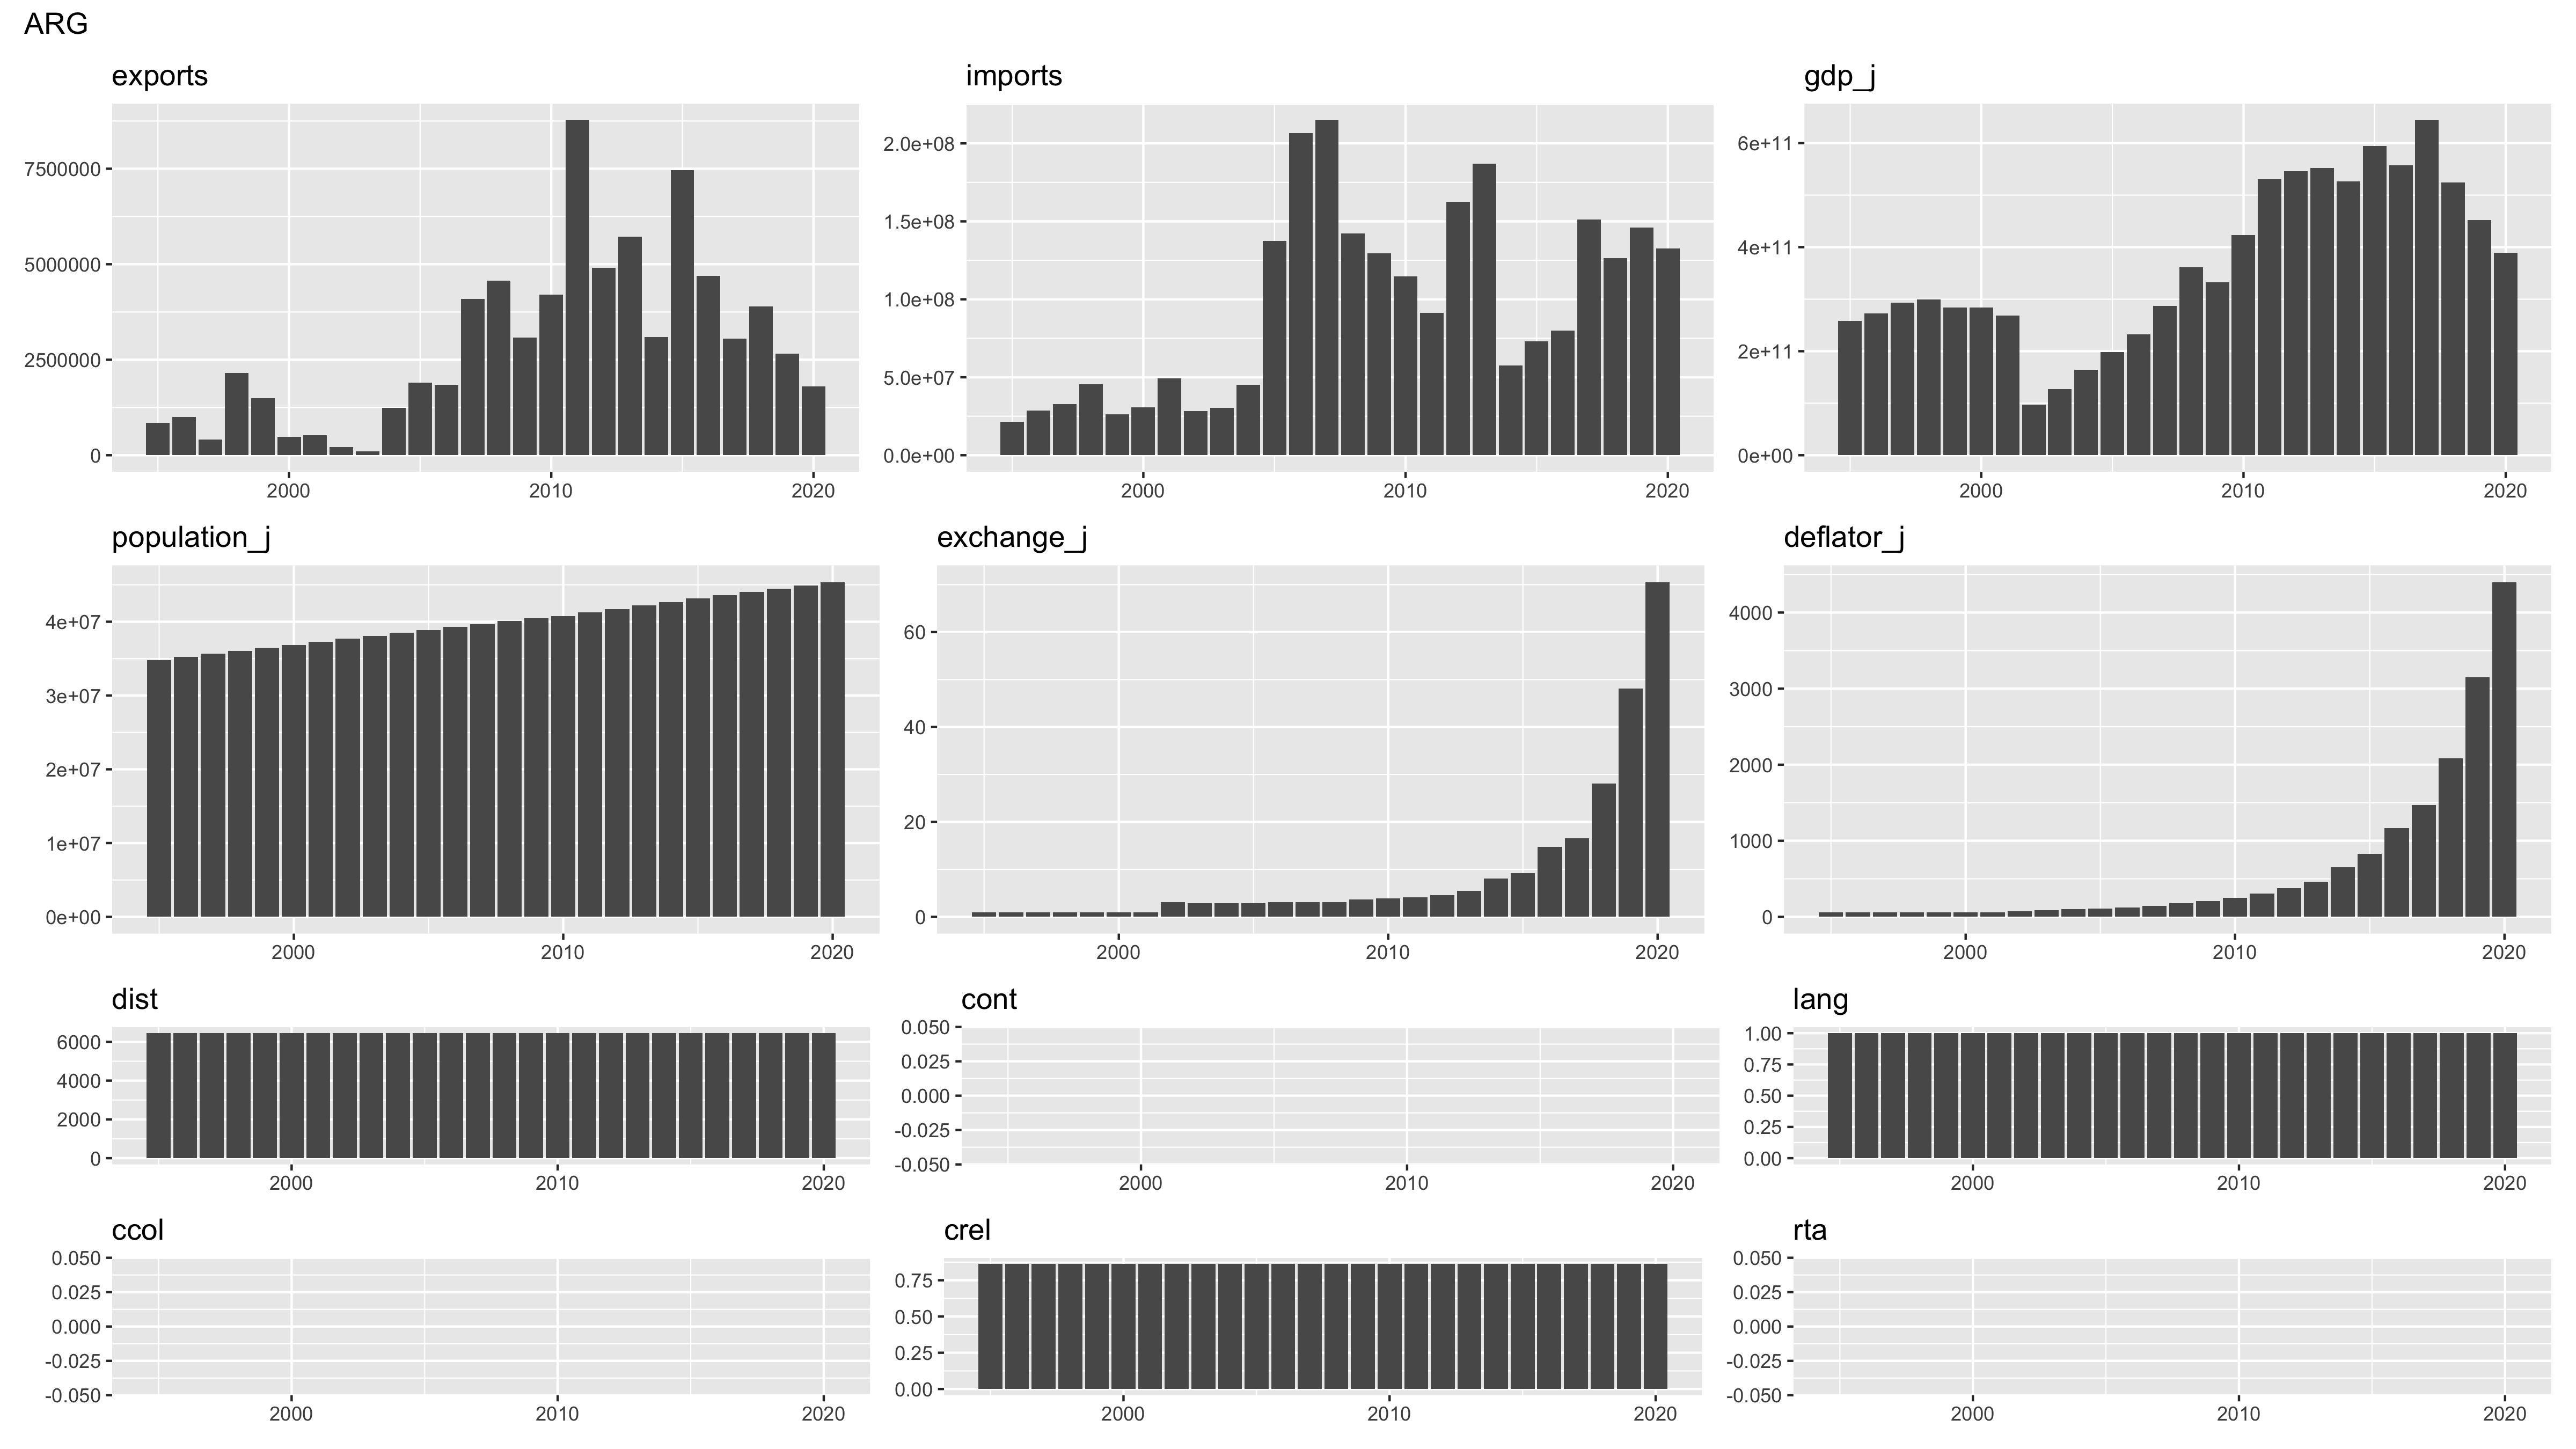 ARG
exports
imports
gdp_j
7500000
5000000
2500000
0
2000
2010
2020
2.0e+08
1.5e+08
1.0e+08
5.0e+07
0.0e+00
2000
2010
2020
6e+11
4e+11
2e+11
0e+00
2000
2010
2020
population_j
exchange_j
deflator_j
4e+07
3e+07
2e+07
1e+07
0e+00
2000
2010
2020
60
40
20
0
2000
2010
2020
4000
3000
2000
1000
0
2000
2010
2020
dist
cont
lang
6000
4000
2000
0
2000
2010
2020
0.050
0.025
0.000
-0.025
-0.050
2000
2010
2020
1.00
0.75
0.50
0.25
0.00
2000
2010
2020
ccol
crel
rta
0.050
0.025
0.000
-0.025
-0.050
2000
2010
2020
0.75
0.50
0.25
0.00
2000
2010
2020
0.050
0.025
0.000
-0.025
-0.050
2000
2010
2020